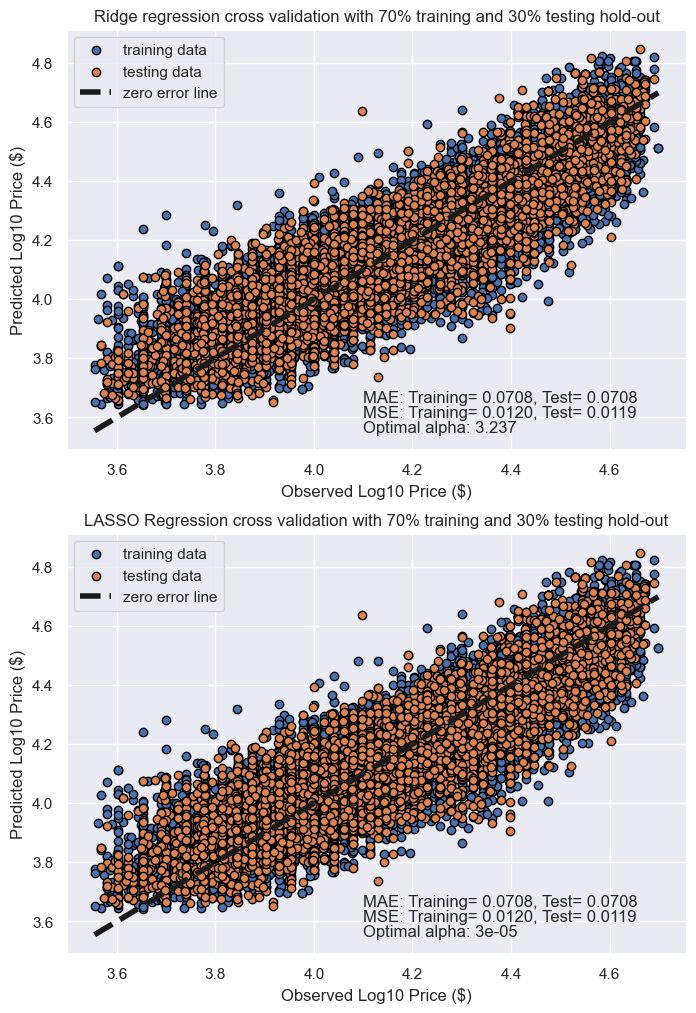 Ridge regression cross validation with 70% training and 30% testing hold-out
training data
testing data
zero error line
4.8
4.6
4.4
4.2
4.0
3.8
3.6
Predicted Log10 Price ($)
MAE: Training= 0.0708, Test= 0.0708
MSE: Training= 0.0120, Test= 0.0119
Optimal alpha: 3.237
3.6 3.8 4.0 4.2 4.4 4.6
Observed Log10 Price ($)
LASSO Regression cross validation with 70% training and 30% testing hold-out
training data
testing data
zero error line
4.8
4.6
4.4
4.2
4.0
3.8
3.6
Predicted Log10 Price ($)
MAE: Training= 0.0708, Test= 0.0708
MSE: Training= 0.0120, Test= 0.0119
Optimal alpha: 3e-05
3.6 3.8 4.0 4.2 4.4 4.6
Observed Log10 Price ($)